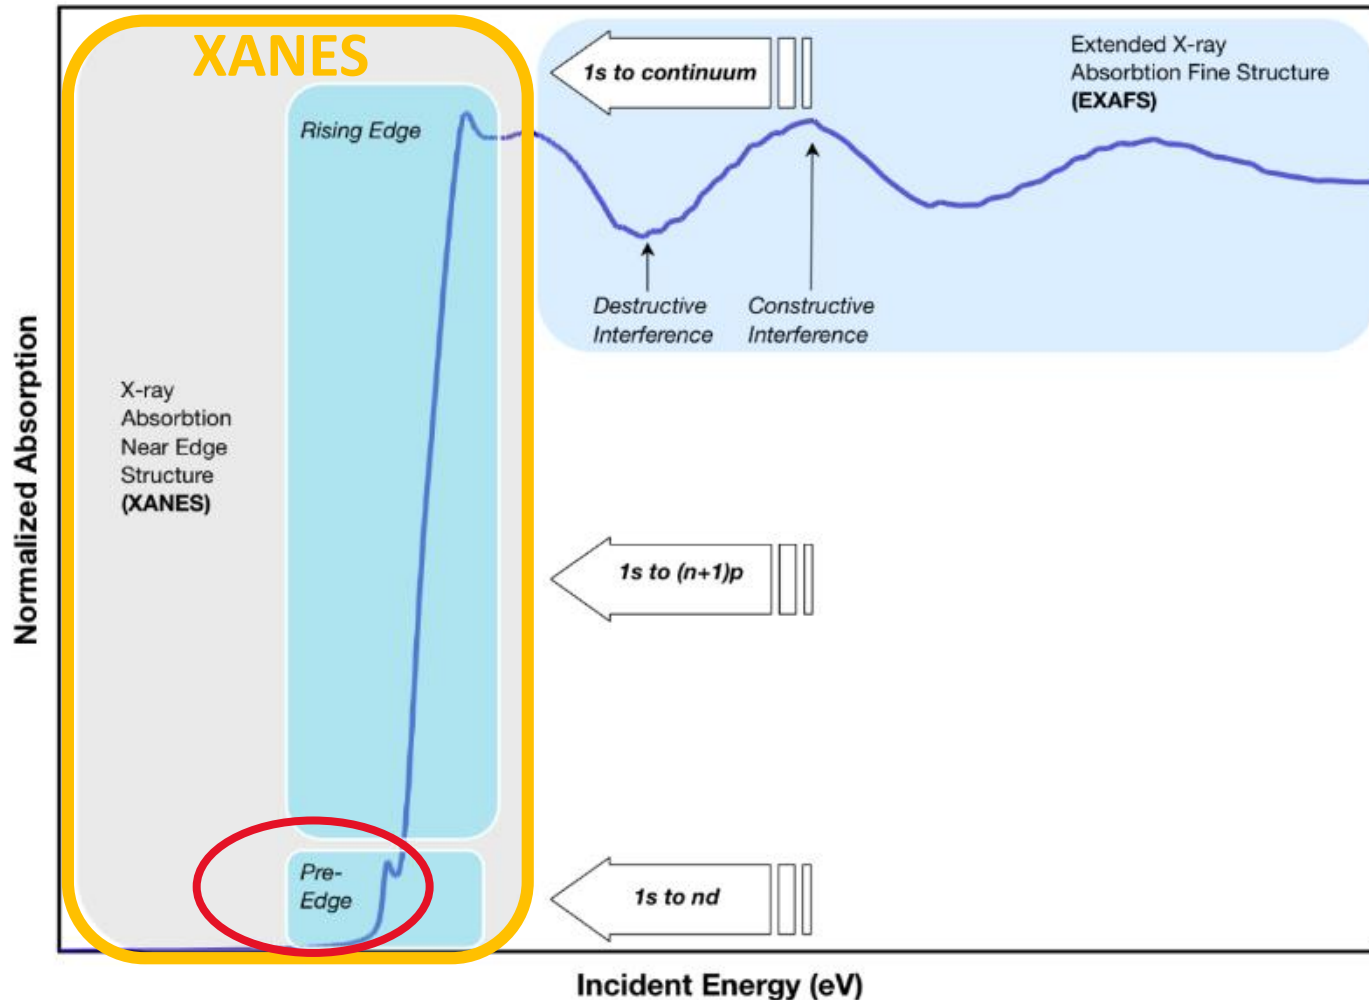 XANES
Rising Edge
1s to continuum
Extended X-ray
Absorbtion Fine Structure
(EXAFS)
Destructive
Interference
Constructive
Interference
X-ray
Absorbtion
Near Edge
Structure
(XANES)
1s to (n+1)p
Pre-
Edge
1s to nd
Normalized Absorption
Incident Energy (eV)